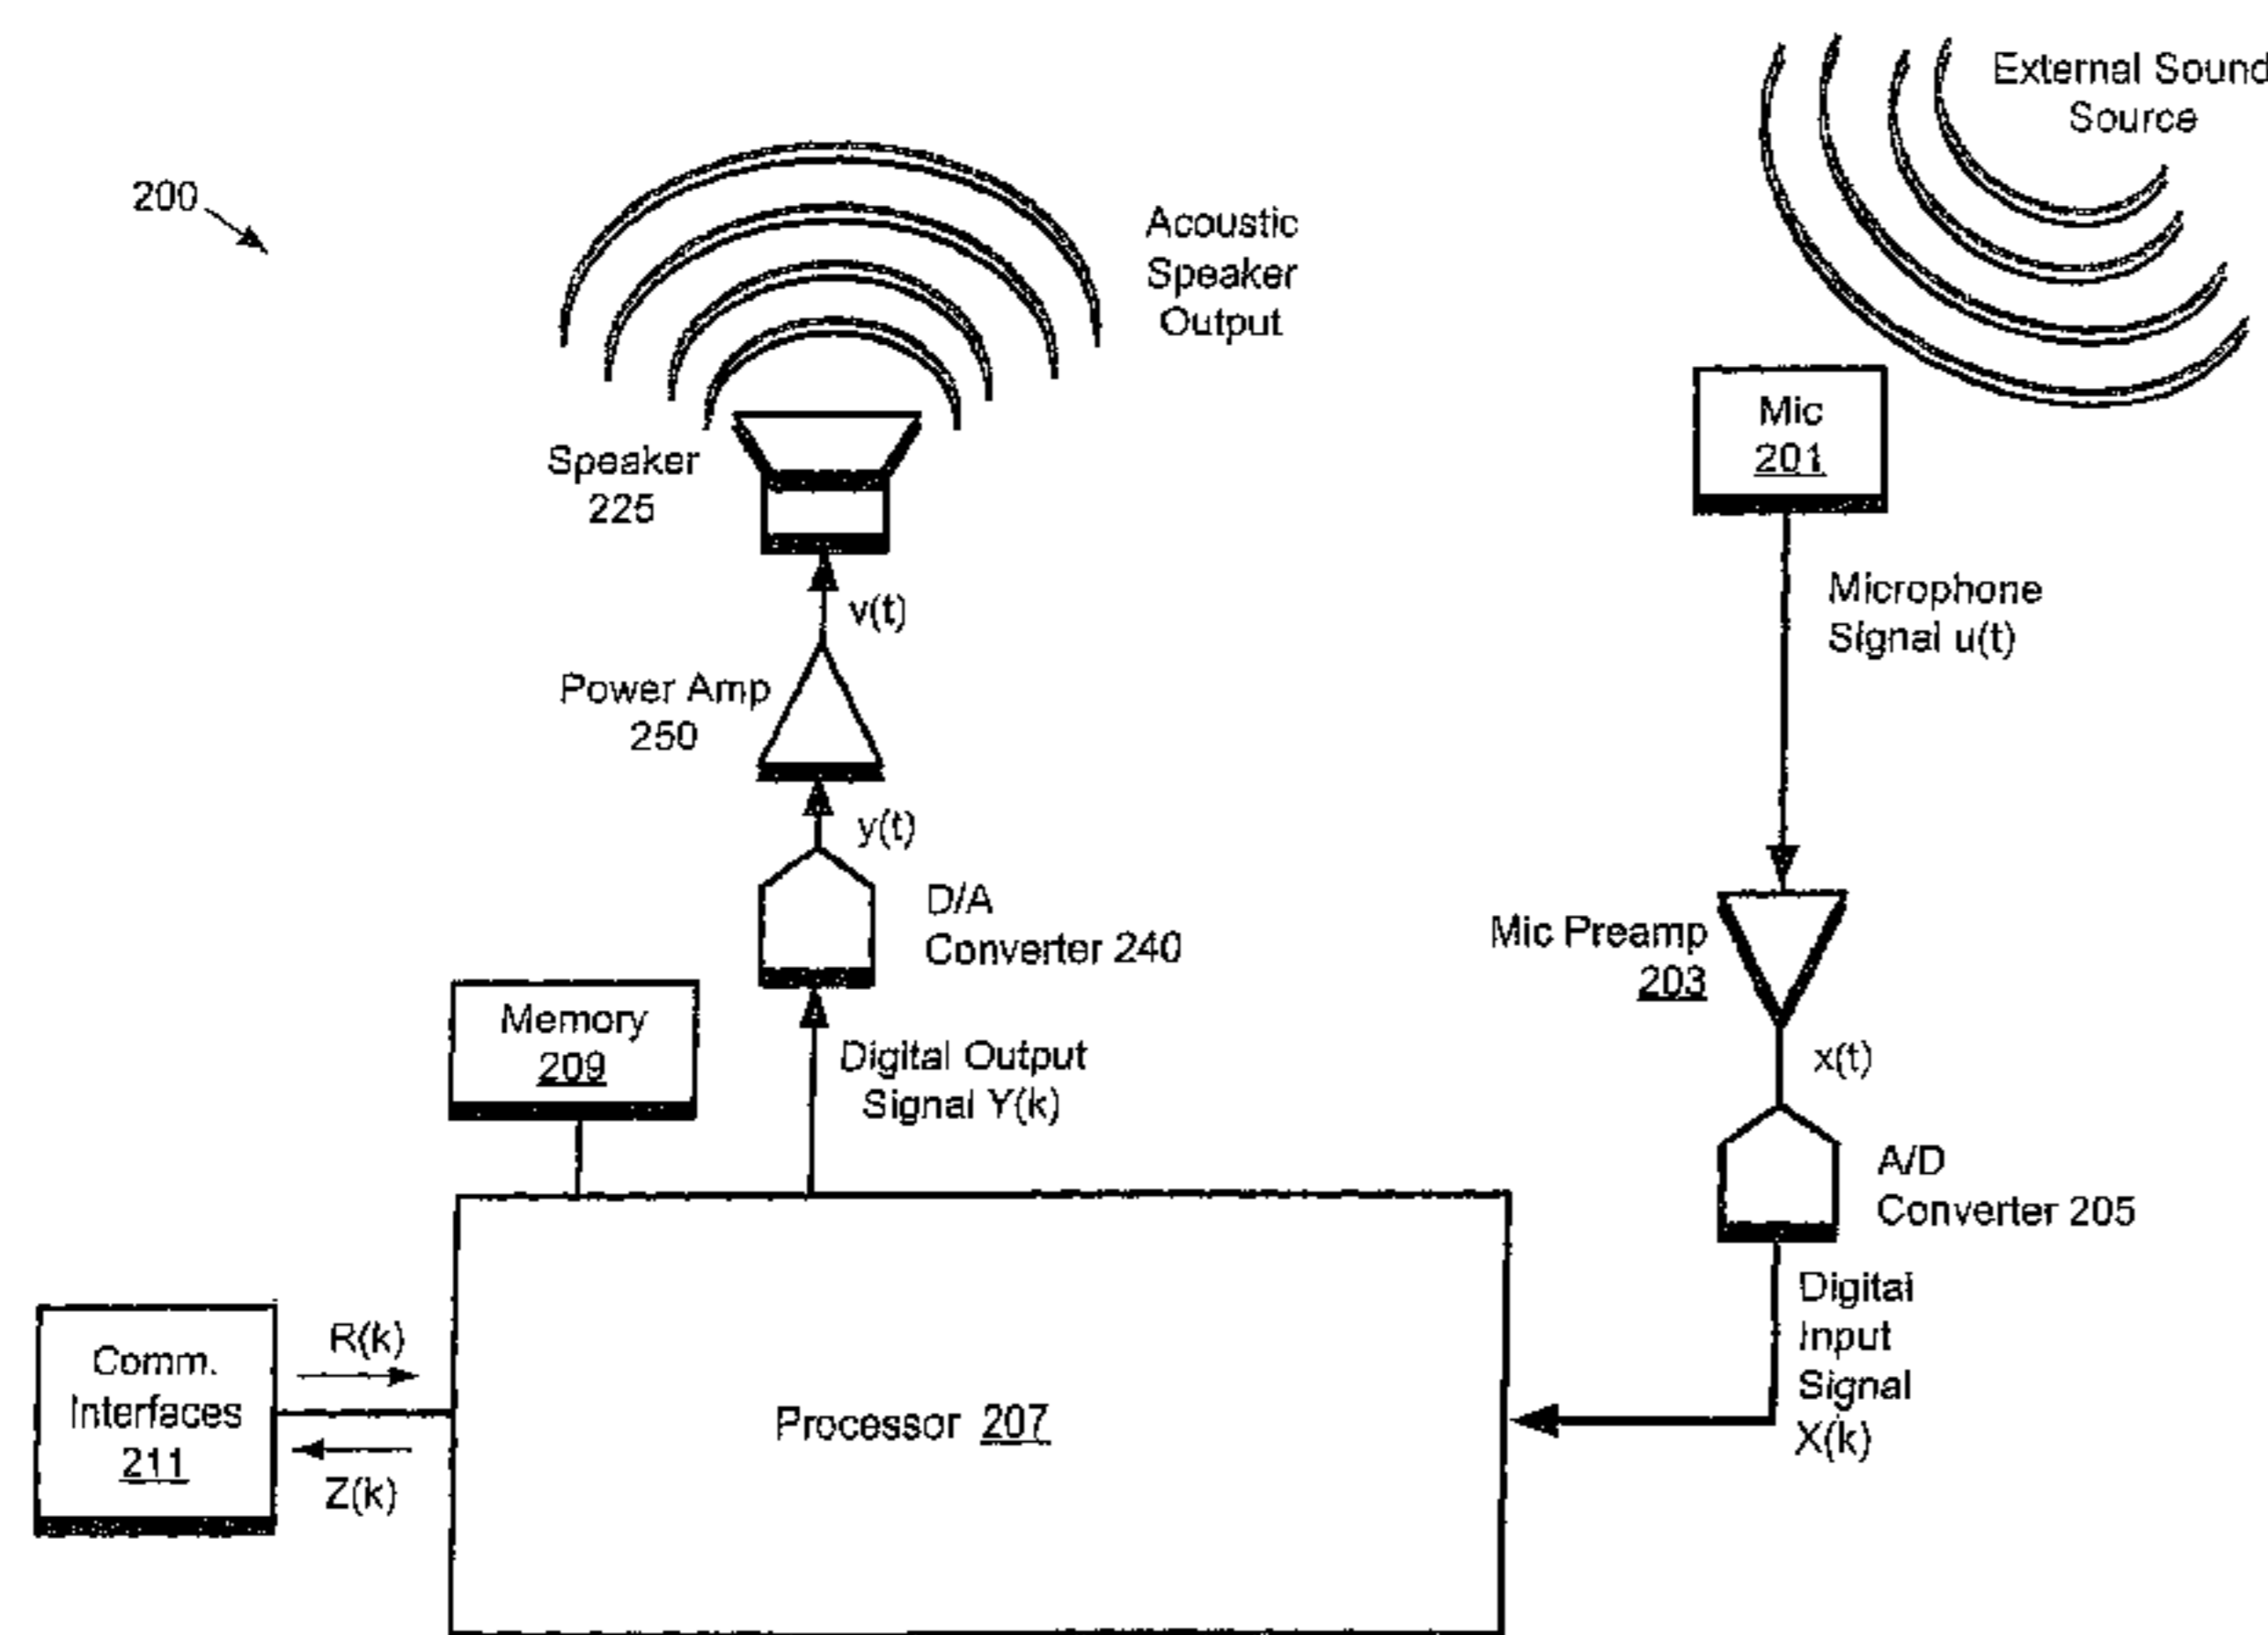 External Sound
Source
200
Acoustic
Speaker
Output
Mic
201
Speaker
225
Microphone
Signal u(t)
v(t)
Power Amp
250
y(t)
D/A
Converter 240
Mic Preamp
203
Memory
209
Digital Output
Signal Y(k)
x(t)
A/D
Converter 205
Digital
Input
Signal
X(k)
R(k)
Comm.
Interfaces
211
Z(k)
Processor 207